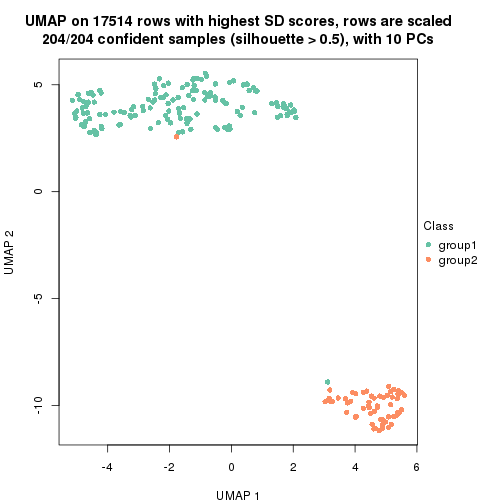 UMAP on 17514 rows with highest SD scores, rows are scaled
204/204 confident samples (silhouette > 0.5), with 10 PCs
5
0
-5
-10
UMAP 2
-4
-2
0
2
4
6
UMAP 1
Class
group1
group2